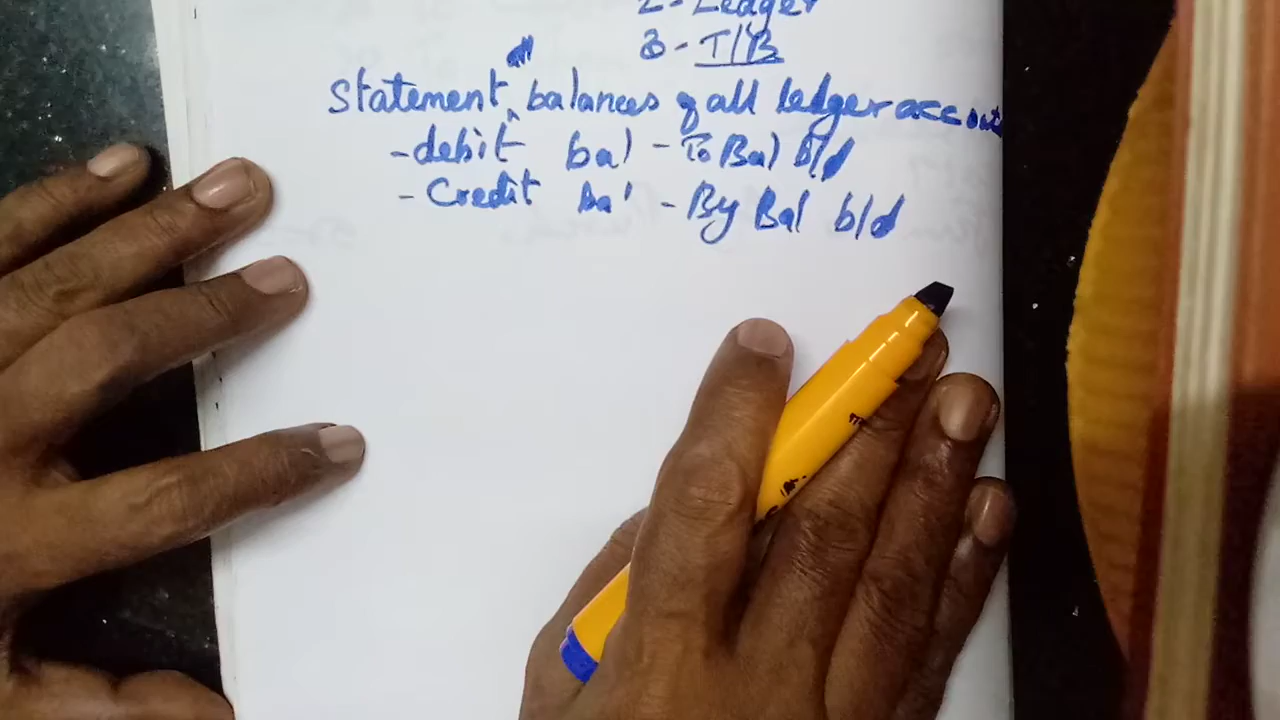 2 - Ledger
3 - T/B
Statement, balances of all ledger accounts
- debit bal - To Bal b/d
- Credit bal - By Bal b/d